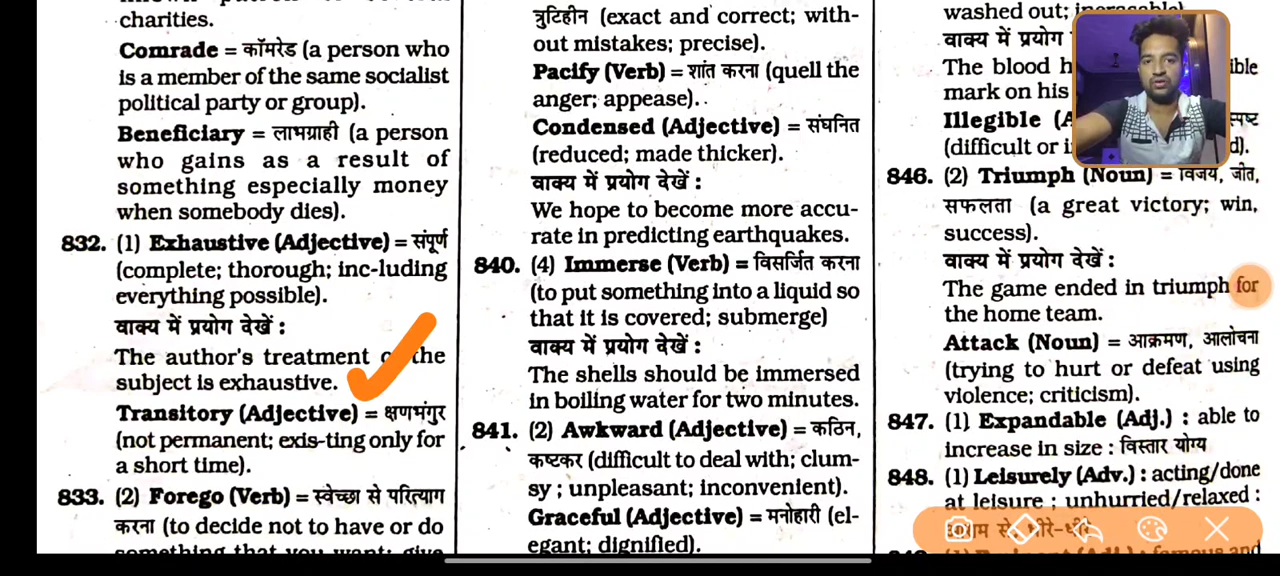 charities.
Comrade = कॉमरेड (a person who
is a member of the same socialist
political party or group).
Beneficiary = लाभग्राही (a person
who gains as a result of
something especially money
when somebody dies).
832. (1) Exhaustive (Adjective) = संपूर्ण
(complete; thorough; inc-luding
everything possible).
वाक्य में प्रयोग देखें :
The author's treatment the
subject is exhaustive.
Transitory (Adjective) = क्षणभंगुर
(not permanent; exis-ting only for
a short time).
833. (2) Forego (Verb) = स्वेच्छा से परित्याग
करना (to decide not to have or do
something that you want; give
त्रुटिहीन (exact and correct; with-
out mistakes; precise).
Pacify (Verb) = शांत करना (quell the
anger; appease).
Condensed (Adjective) = संघनित
(reduced; made thicker).
वाक्य में प्रयोग देखें :
We hope to become more accu-
rate in predicting earthquakes.
840. (4) Immerse (Verb) = विसर्जित करना
(to put something into a liquid so
that it is covered; submerge)
वाक्य में प्रयोग देखें :
The shells should be immersed
in boiling water for two minutes.
841. (2) Awkward (Adjective) = कठिन,
कष्टकर (difficult to deal with; clum-
sy ; unpleasant; inconvenient).
Graceful (Adjective) = मनोहारी (el-
egant; dignified).
washed out;
वाक्य में प्रयोग
The blood
mark on his
Illegible
(difficult or
846. (2) Triumph (Noun) = विजय, जीत,
सफलता (a great victory; win,
success).
वाक्य में प्रयोग देखें :
The game ended in triumph for
the home team.
Attack (Noun) = आक्रमण, आलोचना
(trying to hurt or defeat using
violence; criticism).
847. (1) Expandable (Adj.) : able to
increase in size : विस्तार योग्य
848. (1) Leisurely (Adv.) : acting/done
at leisure ; unhurried/relaxed :
से, धीरे-धीरे